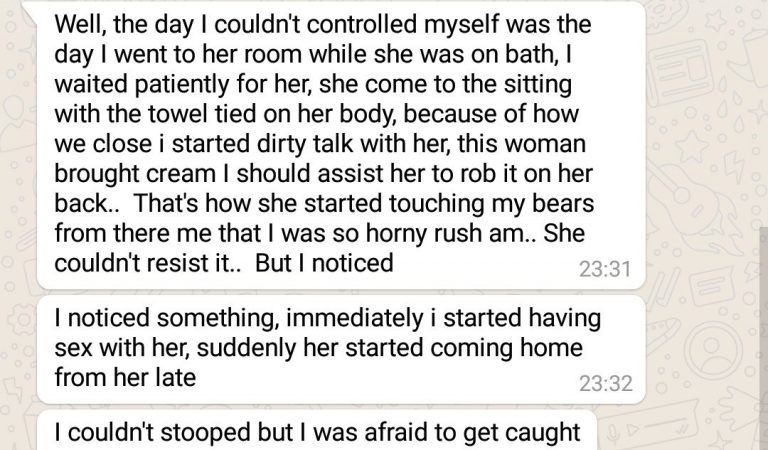 Well, the day I couldn't controlled myself was the
day I went to her room while she was on bath, I
waited patiently for her, she come to the sitting
with the towel tied on her body, because of how
we close i started dirty talk with her, this woman
brought cream I should assist her to rob it on her
back..  That's how she started touching my bears
from there me that I was so horny rush am.. She
couldn't resist it..  But I noticed
23:31
I noticed something, immediately i started having
sex with her, suddenly her started coming home
from her late
23:32
I couldn't stooped but I was afraid to get caught